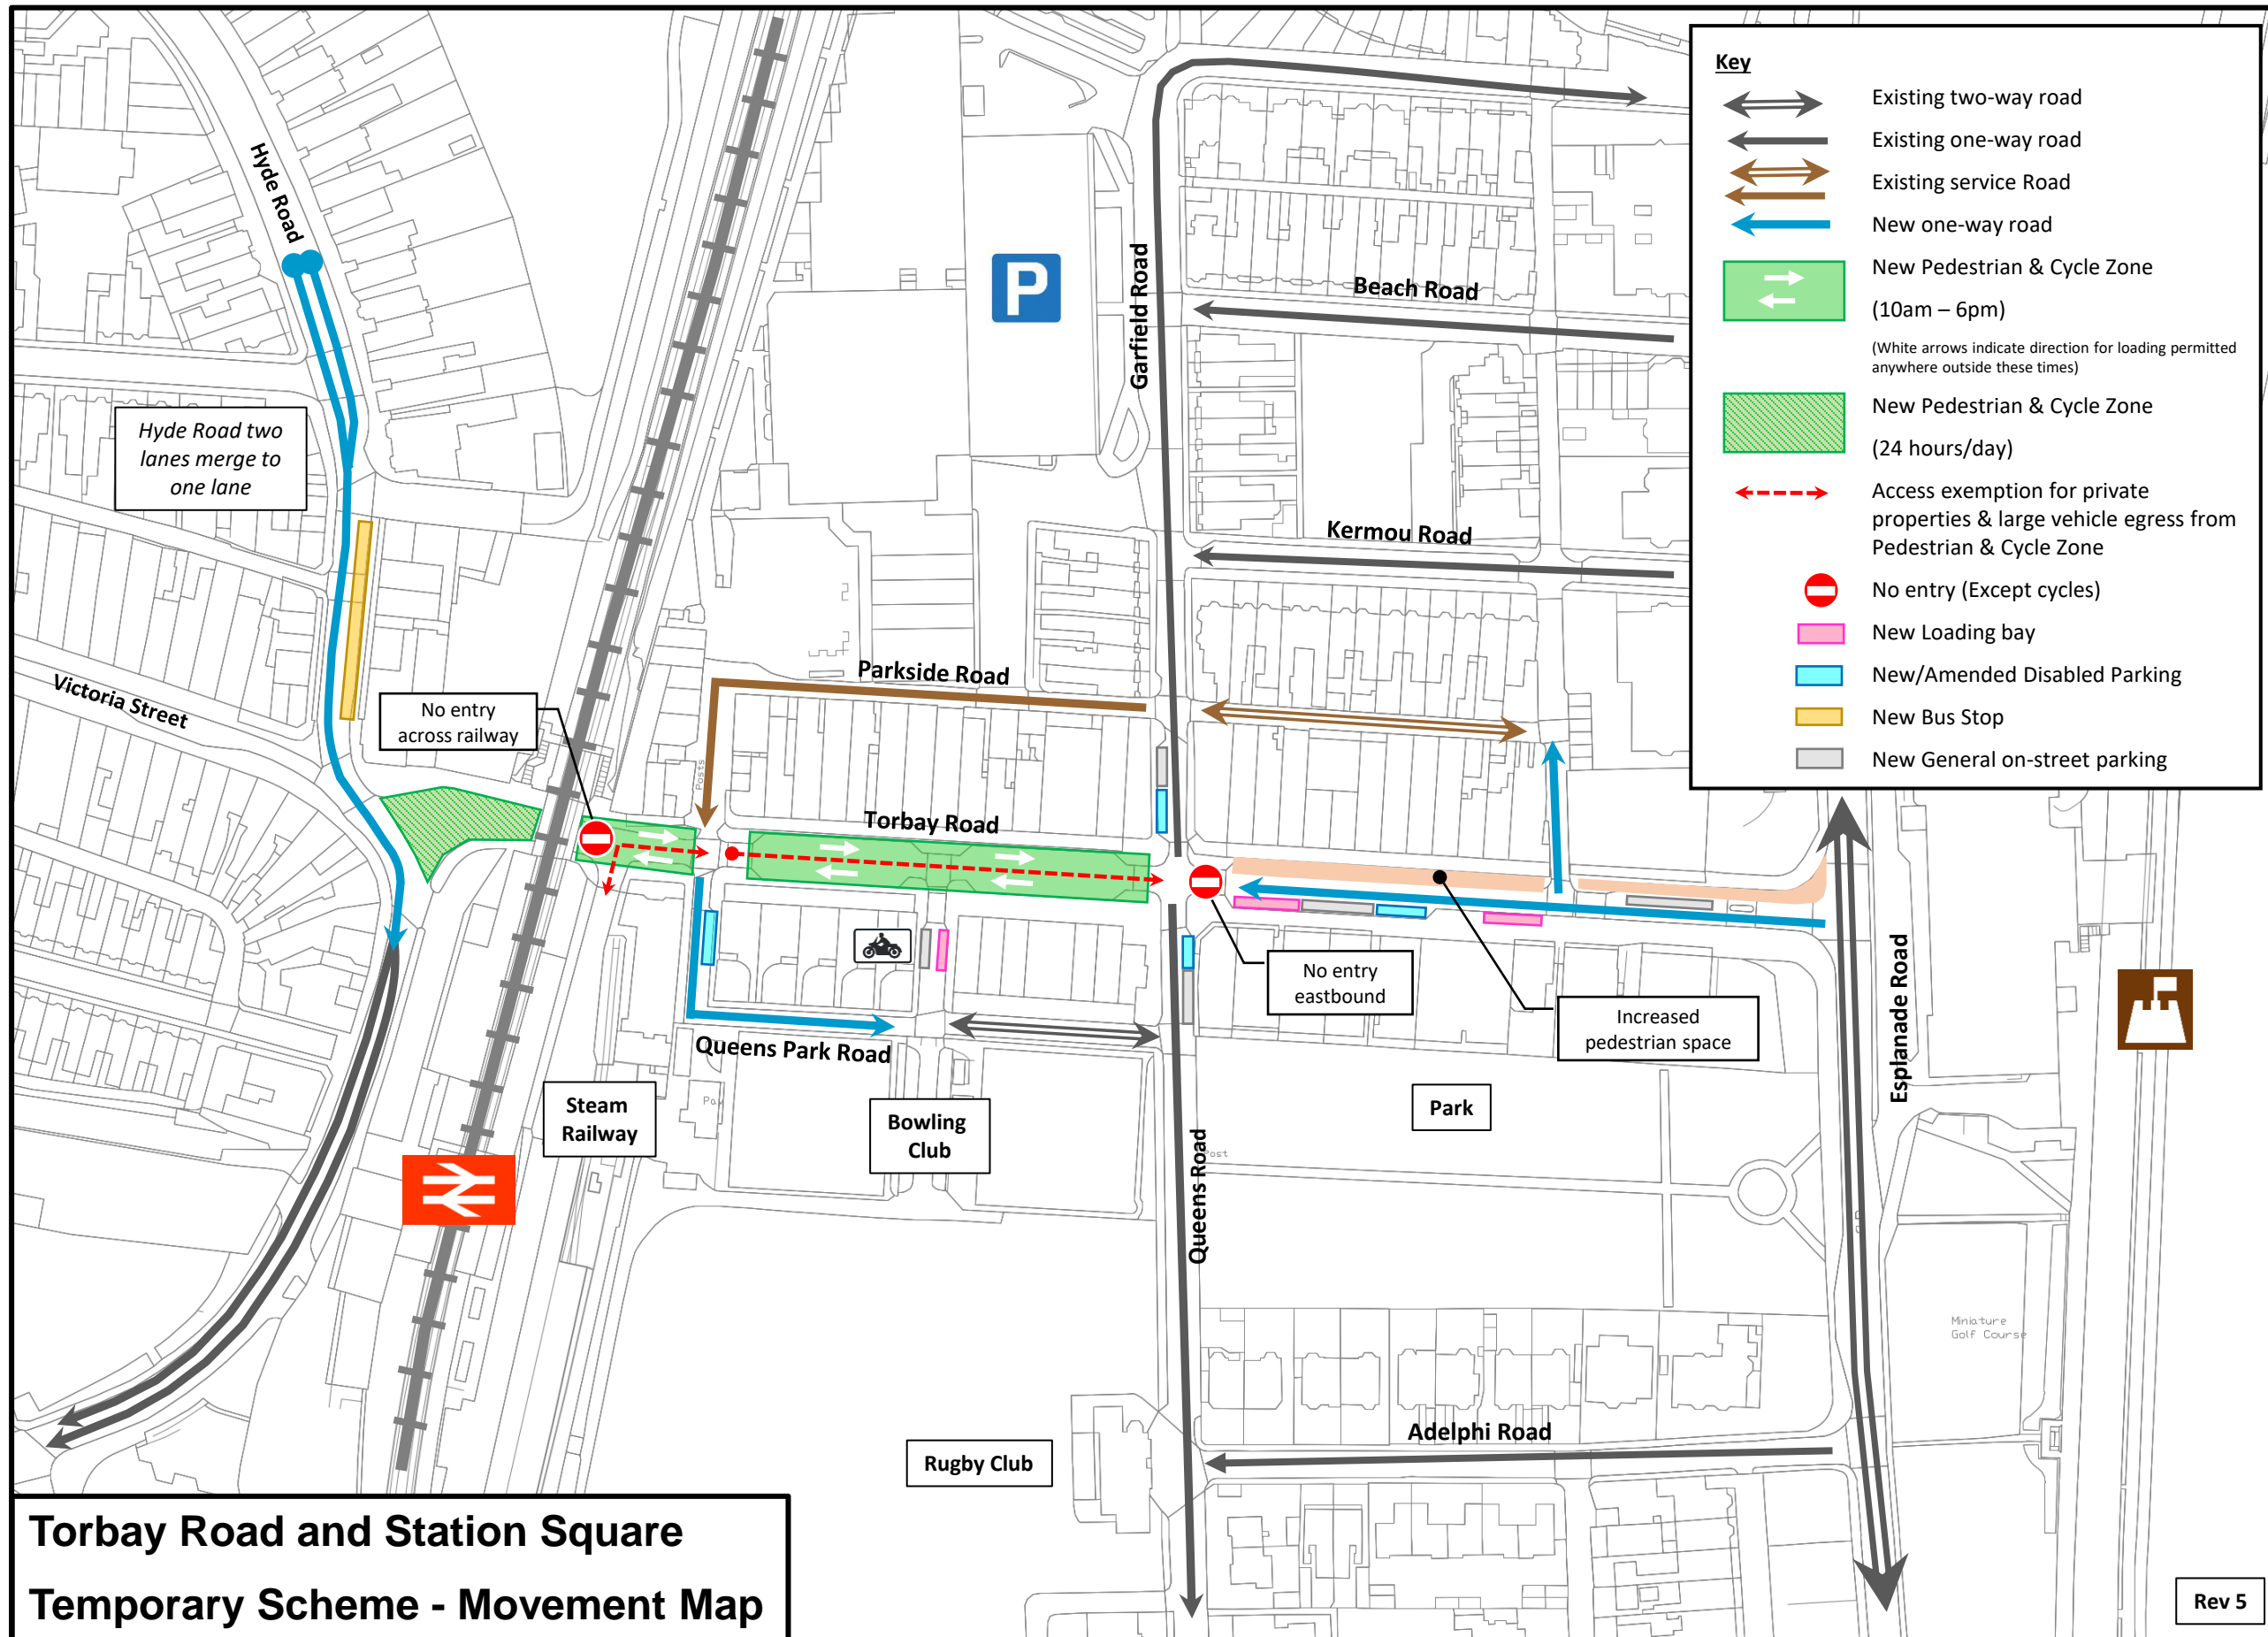 Key
Existing two-way road
Existing one-way road
Existing service Road
New one-way road
New Pedestrian & Cycle Zone
(10am – 6pm)
(White arrows indicate direction for loading permitted
anywhere outside these times)
New Pedestrian & Cycle Zone
(24 hours/day)
Access exemption for private
properties & large vehicle egress from
Pedestrian & Cycle Zone
No entry (Except cycles)
New Loading bay
New/Amended Disabled Parking
New Bus Stop
New General on-street parking
Hyde Road
P
Garfield Road
Beach Road
Hyde Road two
lanes merge to
one lane
Kermou Road
Victoria Street
Parkside Road
No entry
across railway
Posts
Torbay Road
No entry
eastbound
Increased
pedestrian space
Esplanade Road
Queens Park Road
Steam
Railway
Pav
Bowling
Club
Park
Post
Queens Road
Miniature
Golf Course
Adelphi Road
Rugby Club
Torbay Road and Station Square
Temporary Scheme - Movement Map
Rev 5